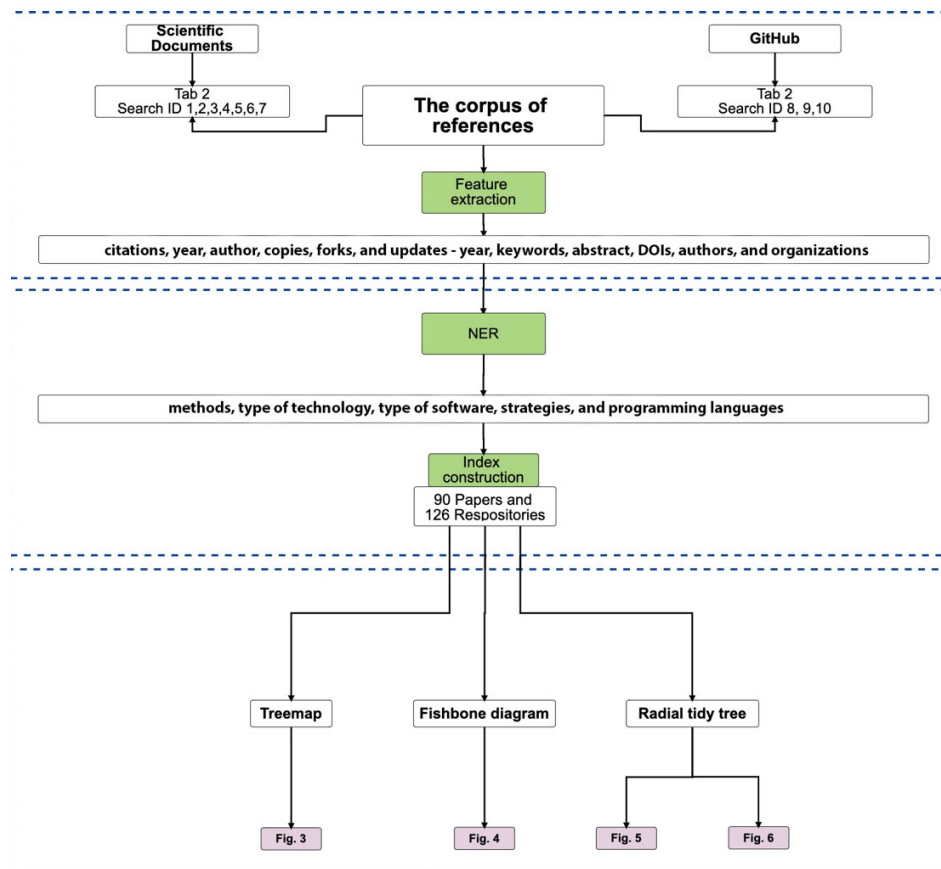 Scientific
Documents
GitHub
Tab 2
Search ID 1,2,3,4,5,6,7
The corpus of
references
Tab 2
Search ID 8, 9,10
Feature
extraction
citations, year, author, copies, forks, and updates - year, keywords, abstract, DOIs, authors, and organizations
NER
methods, type of technology, type of software, strategies, and programming languages
Index
construction
90 Papers and
126 Respositories
Treemap
Fishbone diagram
Radial tidy tree
Fig. 3
Fig. 4
Fig. 5
Fig. 6